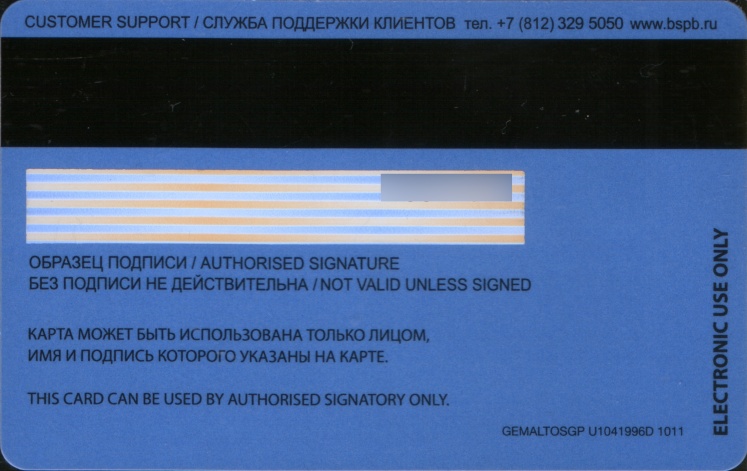 CUSTOMER SUPPORT / СЛУЖБА ПОДДЕРЖКИ КЛИЕНТОВ тел. +7 (812) 329 5050 www.bspb.ru
ОБРАЗЕЦ ПОДПИСИ / AUTHORISED SIGNATURE
БЕЗ ПОДПИСИ НЕ ДЕЙСТВИТЕЛЬНА / NOT VALID UNLESS SIGNED
КАРТА МОЖЕТ БЫТЬ ИСПОЛЬЗОВАНА ТОЛЬКО ЛИЦОМ,
ИМЯ И ПОДПИСЬ КОТОРОГО УКАЗАНЫ НА КАРТЕ.
THIS CARD CAN BE USED BY AUTHORISED SIGNATORY ONLY.
GEMALTOSGP U1041996D 1011
ELECTRONIC USE ONLY